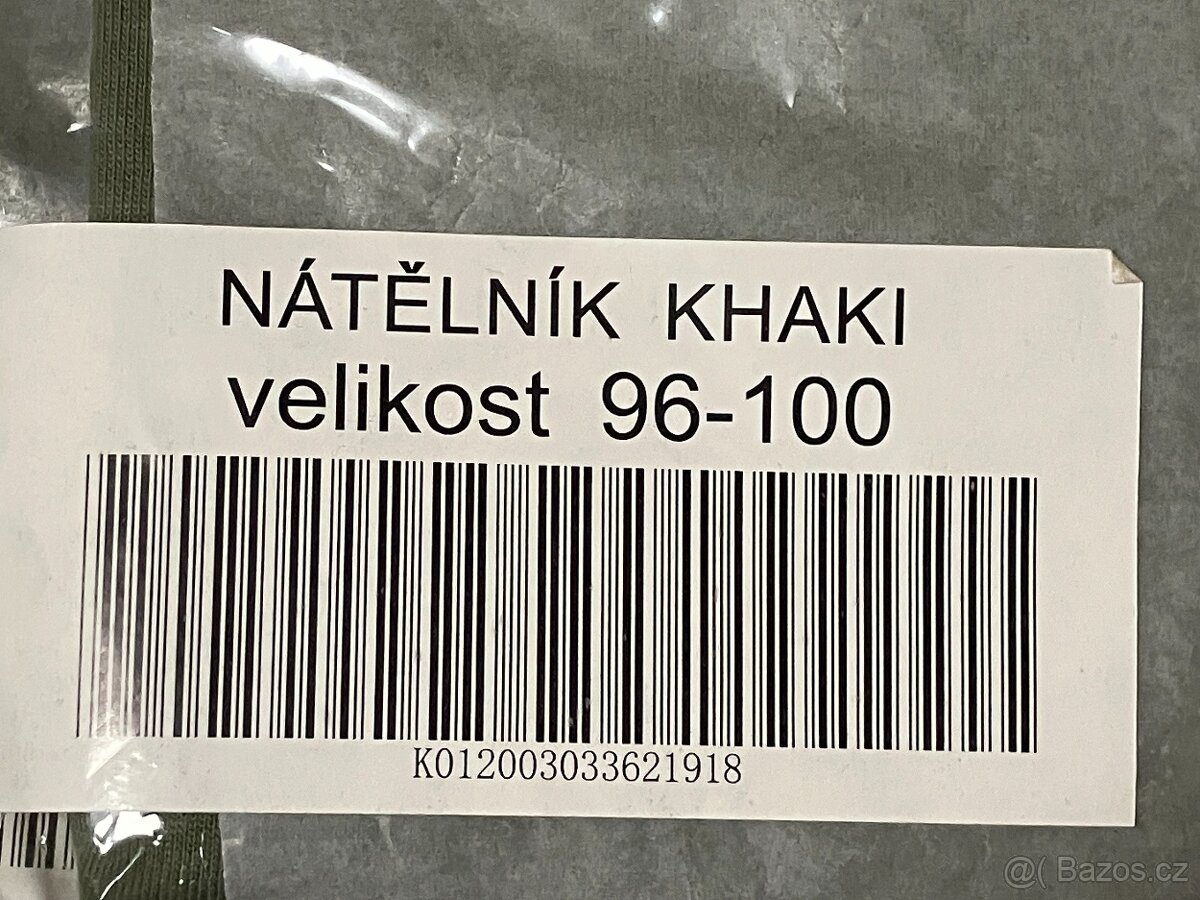 NÁTĚLNÍK KHAKI
velikost 96-100
K012003033621918
@( Bazos.cz